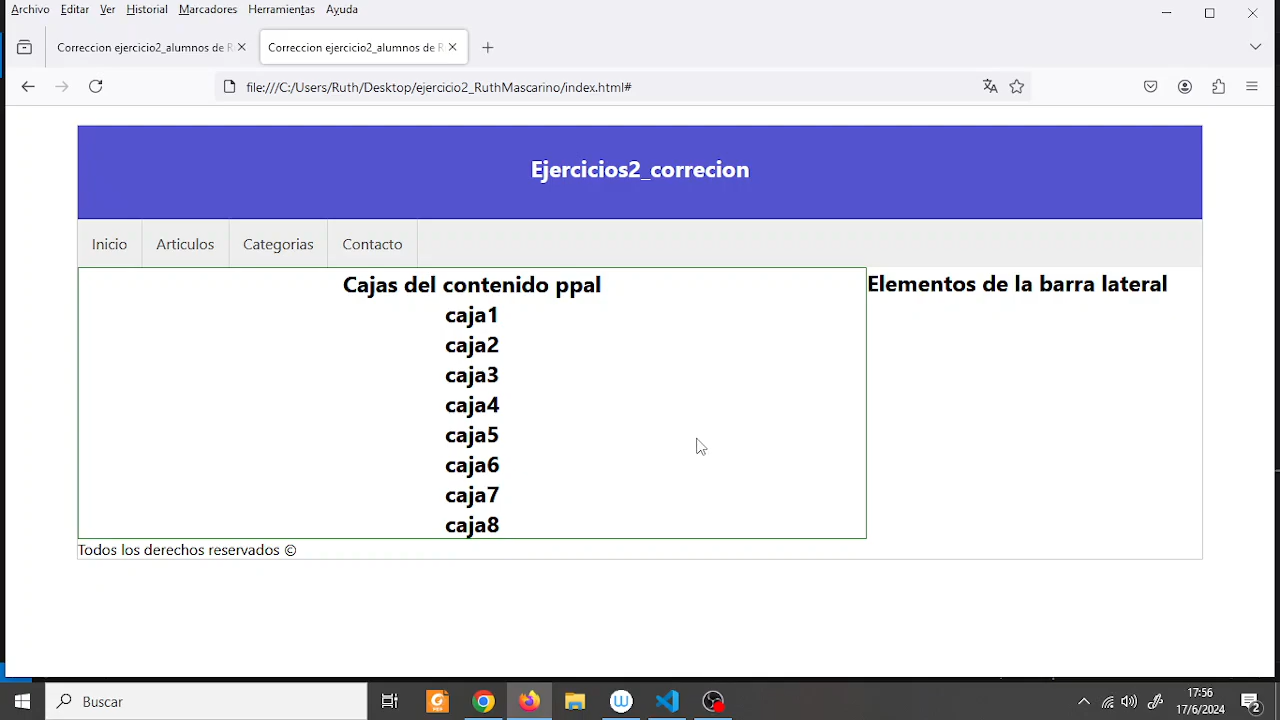 Archivo Editar Ver Historial Marcadores Herramientas Ayuda
Correccion ejercicio2_alumnos de R
Correccion ejercicio2_alumnos de R
file:///C:/Users/Ruth/Desktop/ejercicio2_RuthMascarino/index.html#
Ejercicios2_correcion
Inicio Articulos Categorias Contacto
Cajas del contenido ppal
caja1
caja2
caja3
caja4
caja5
caja6
caja7
caja8
Elementos de la barra lateral
Todos los derechos reservados ©
Buscar
17:56
17/6/2024
2